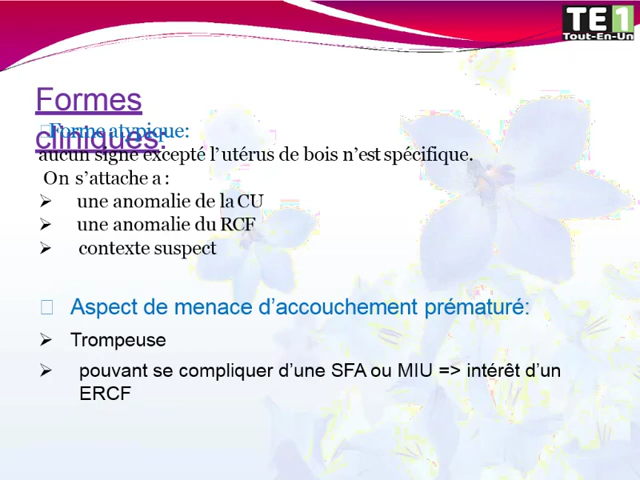 TE1
Tout-En-Un
Formes
cliniques:
Forme atypique:
aucun signe excepté l’utérus de bois n’est spécifique.
On s’attache a :
➢ une anomalie de la CU
➢ une anomalie du RCF
➢ contexte suspect
Aspect de menace d’accouchement prématuré:
➢ Trompeuse
➢ pouvant se compliquer d’une SFA ou MIU => intérêt d’un
ERCF